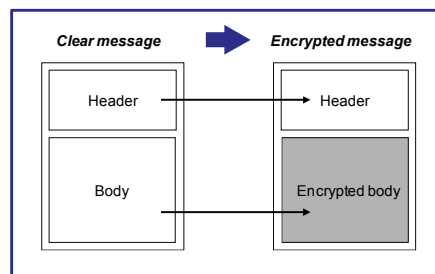 Clear message
Encrypted message
Header
Header
Body
Encrypted body